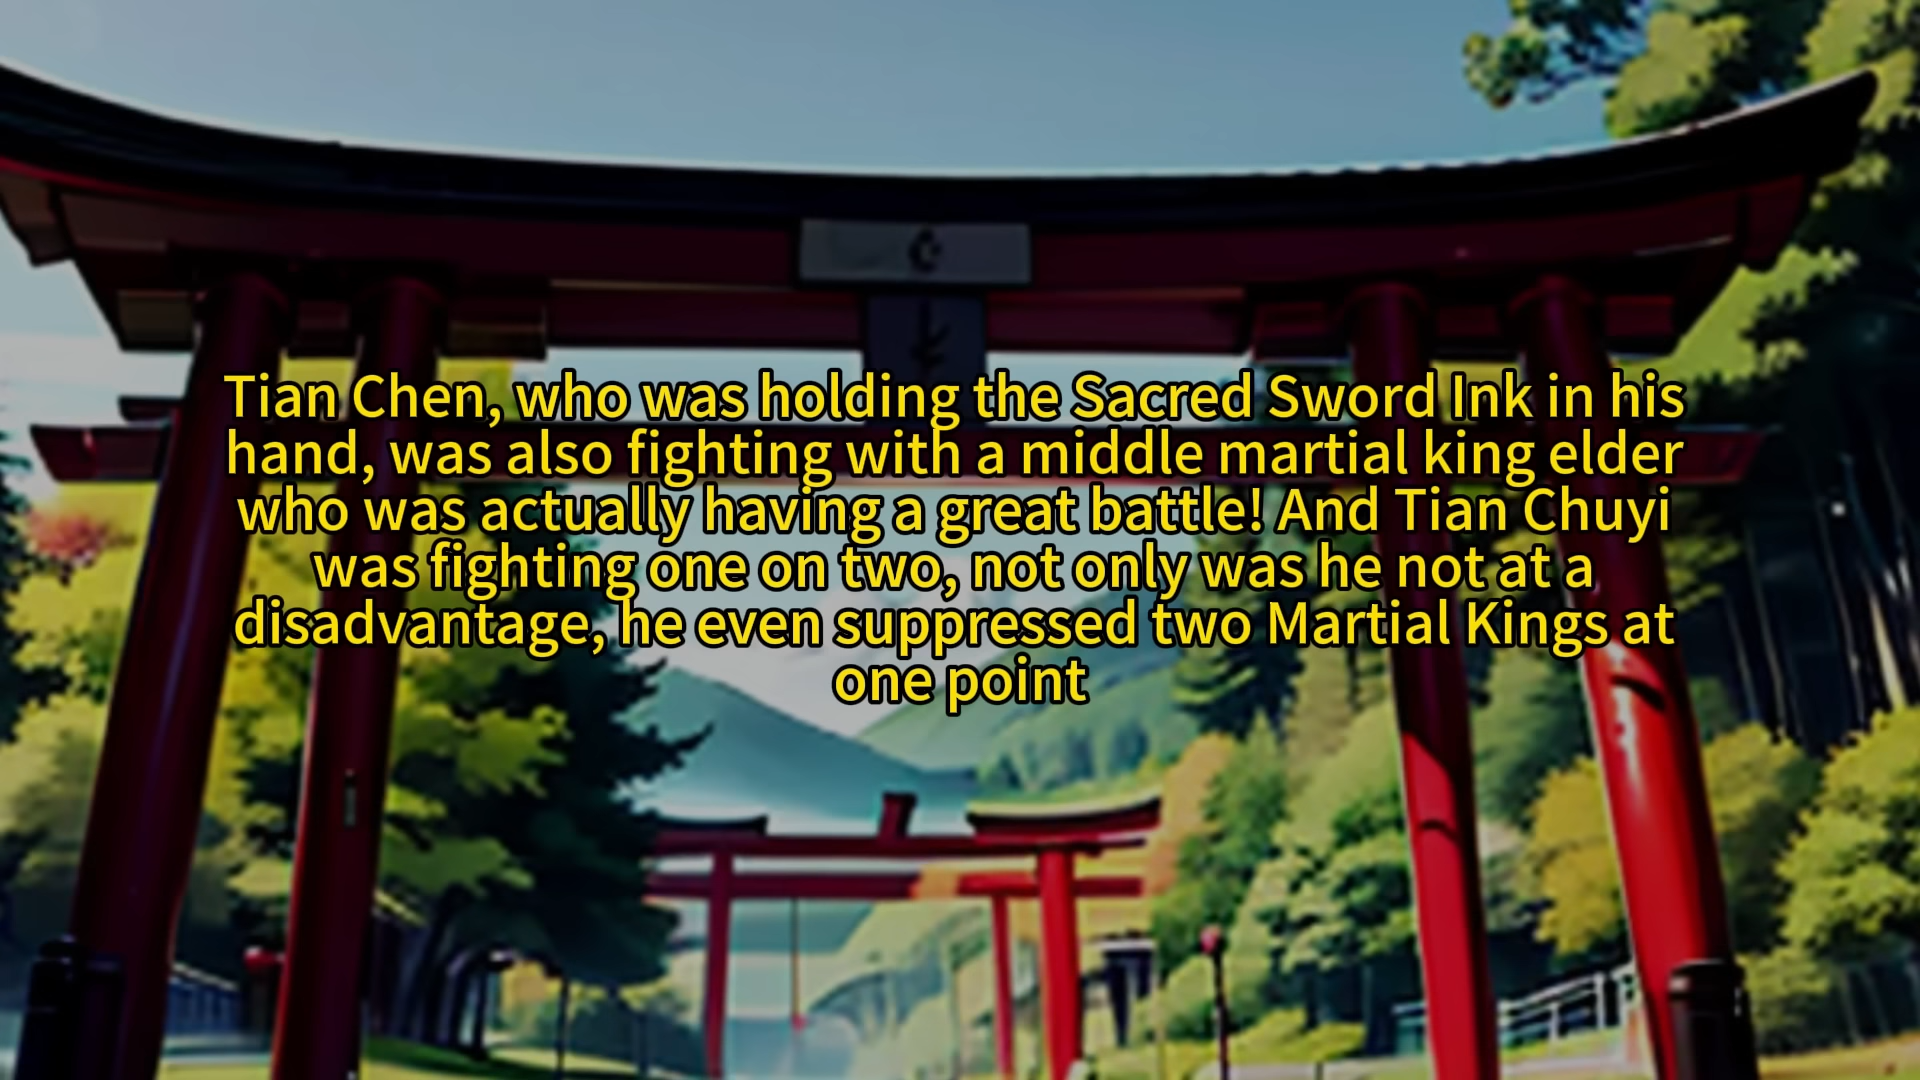 Tian Chen, who was holding the Sacred Sword Ink in his
hand, was also fighting with a middle martial king elder
who was actually having a great battle! And Tian Chuyi
was fighting one on two, not only was he not at a
disadvantage, he even suppressed two Martial Kings at
one point